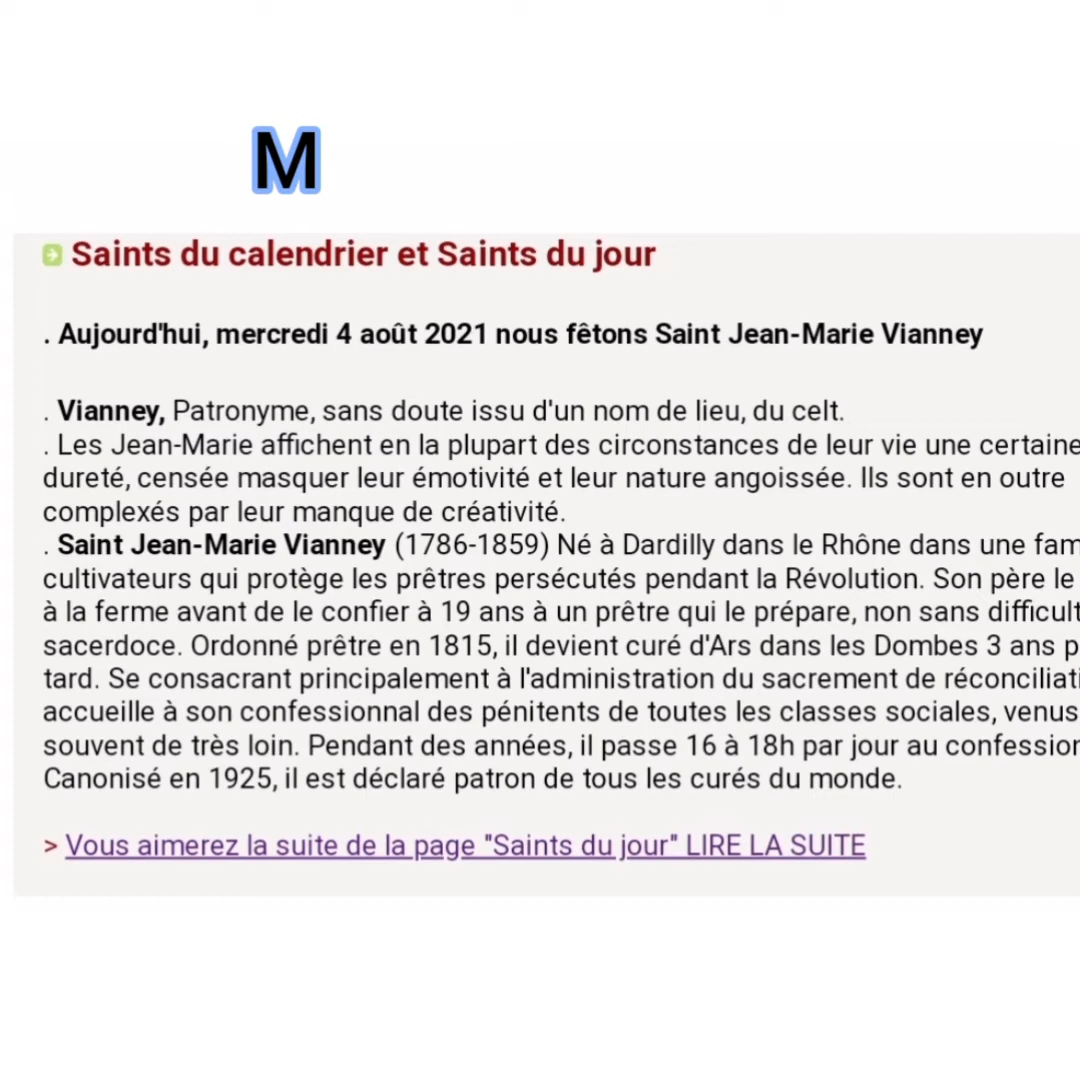 M
Saints du calendrier et Saints du jour
. Aujourd'hui, mercredi 4 août 2021 nous fêtons Saint Jean-Marie Vianney
. Vianney, Patronyme, sans doute issu d'un nom de lieu, du celt.
. Les Jean-Marie affichent en la plupart des circonstances de leur vie une certaine
dureté, censée masquer leur émotivité et leur nature angoissée. Ils sont en outre
complexés par leur manque de créativité.
. Saint Jean-Marie Vianney (1786-1859) Né à Dardilly dans le Rhône dans une
cultivateurs qui protège les prêtres persécutés pendant la Révolution. Son père le
à la ferme avant de le confier à 19 ans à un prêtre qui le prépare, non sans
sacerdoce. Ordonné prêtre en 1815, il devient curé d'Ars dans les Dombes 3 ans
tard. Se consacrant principalement à l'administration du sacrement de
accueille à son confessionnal des pénitents de toutes les classes sociales, venus
souvent de très loin. Pendant des années, il passe 16 à 18h par jour au
Canonisé en 1925, il est déclaré patron de tous les curés du monde.
> Vous aimerez la suite de la page "Saints du jour" LIRE LA SUITE